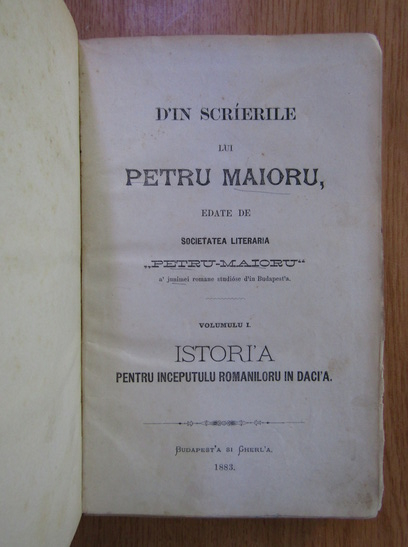 D'IN SCRÍERILE
LUI
PETRU MAIORU,
EDATE DE
SOCIETATEA LITERARIA
„PETRU-MAIORU“
a' junimei romane studióse d'in Budapest'a.
VOLUMULU I.
ISTORI'A
PENTRU INCEPUTULU ROMANILORU IN DACI'A.
BUDAPEST'A SI GHERL'A.
1883.